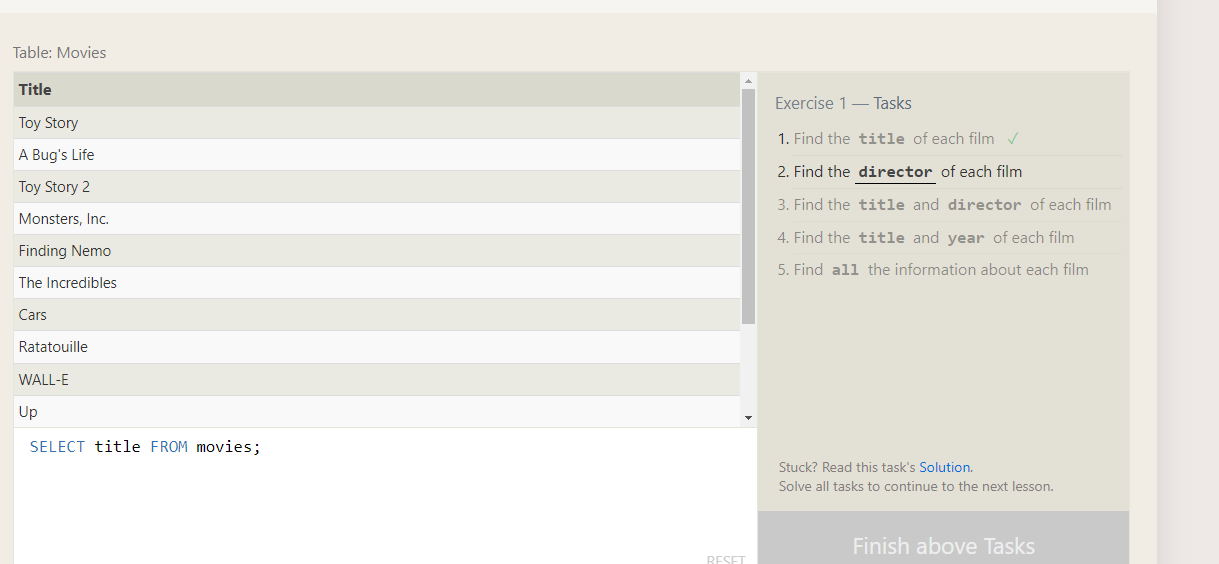 Table: Movies
Title
Toy Story
A Bug's Life
Toy Story 2
Monsters, Inc.
Finding Nemo
The Incredibles
Cars
Ratatouille
WALL-E
Up
SELECT title FROM movies;
RESET
Exercise 1 — Tasks
1. Find the title of each film ✓
2. Find the director of each film
3. Find the title and director of each film
4. Find the title and year of each film
5. Find all the information about each film
Stuck? Read this task's Solution.
Solve all tasks to continue to the next lesson.
Finish above Tasks